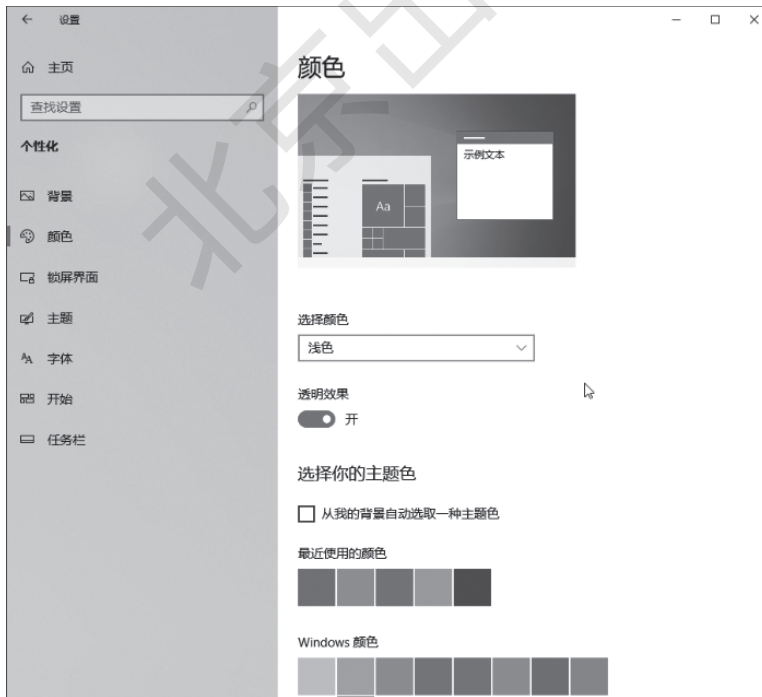 设置
主页
查找设置
个性化
背景
颜色
锁屏界面
主题
字体
开始
任务栏
颜色
示例文本
Aa
选择颜色
浅色
透明效果
开
选择你的主题色
从我的背景自动选取一种主题色
最近使用的颜色
Windows 颜色
北京出